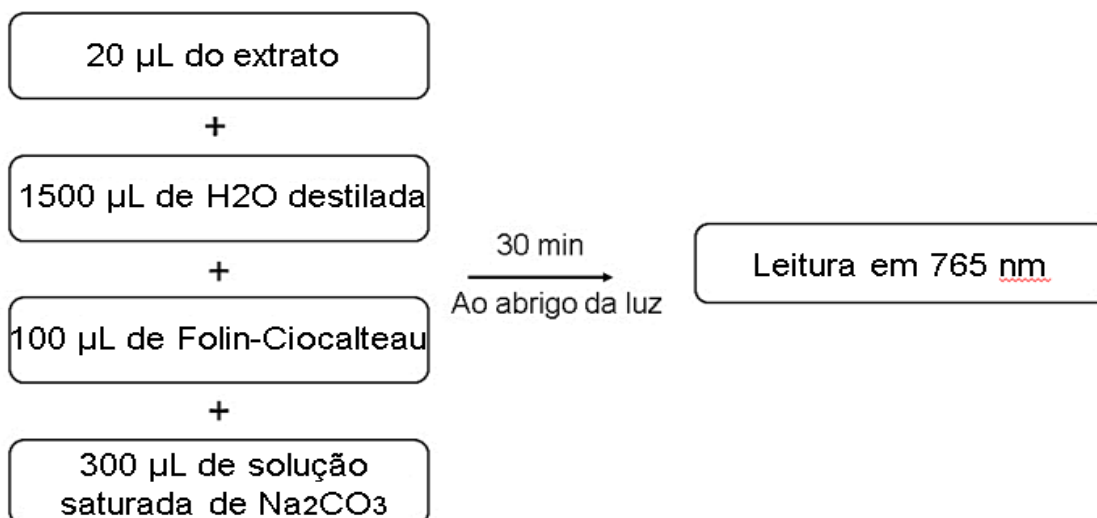 20 µL do extrato
+
1500 µL de H2O destilada
+
100 µL de Folin-Ciocalteau
+
300 µL de solução
saturada de Na2CO3
30 min
Ao abrigo da luz
Leitura em 765 nm